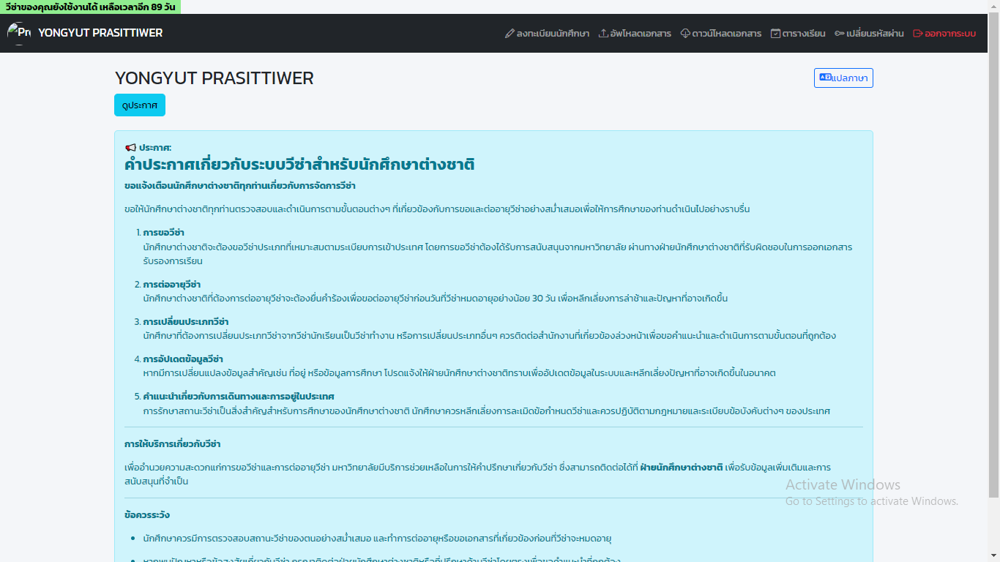 วีซ่าของคุณยังใช้งานได้ เหลือเวลาอีก 89 วัน
YONGYUT PRASITTIWER
ลงทะเบียนนักศึกษา
อัพโหลดเอกสาร
ดาวน์โหลดเอกสาร
ตารางเรียน
เปลี่ยนรหัสผ่าน
ออกจากระบบ
YONGYUT PRASITTIWER
แปลภาษา
ดูประกาศ
ประกาศ:
คำประกาศเกี่ยวกับระบบวีซ่าสำหรับนักศึกษาต่างชาติ
ขอแจ้งเตือนนักศึกษาต่างชาติทุกท่านเกี่ยวกับการจัดการวีซ่า
ขอให้นักศึกษาต่างชาติทุกท่านตรวจสอบและดำเนินการตามขั้นตอนต่างๆ ที่เกี่ยวข้องกับการขอและต่ออายุวีซ่าอย่างสม่ำเสมอเพื่อให้การศึกษาของท่านดำเนินไปอย่างราบรื่น
1. การขอวีซ่า
นักศึกษาต่างชาติจะต้องขอวีซ่าประเภทที่เหมาะสมตามระเบียบการเข้าประเทศ โดยการขอวีซ่าต้องได้รับการสนับสนุนจากมหาวิทยาลัย ผ่านทางฝ่ายนักศึกษาต่างชาติที่รับผิดชอบในการออกเอกสาร
รับรองการเรียน
2. การต่ออายุวีซ่า
นักศึกษาต่างชาติที่ต้องการต่ออายุวีซ่าจะต้องยื่นคำร้องเพื่อขอต่ออายุวีซ่าก่อนวันที่วีซ่าหมดอายุอย่างน้อย 30 วัน เพื่อหลีกเลี่ยงการล่าช้าและปัญหาที่อาจเกิดขึ้น
3. การเปลี่ยนประเภทวีซ่า
นักศึกษาที่ต้องการเปลี่ยนประเภทวีซ่าจากวีซ่านักเรียนเป็นวีซ่าทำงาน หรือการเปลี่ยนประเภทอื่นๆ ควรติดต่อสำนักงานที่เกี่ยวข้องล่วงหน้าเพื่อขอคำแนะนำและดำเนินการตามขั้นตอนที่ถูกต้อง
4. การอัปเดตข้อมูลวีซ่า
หากมีการเปลี่ยนแปลงข้อมูลสำคัญเช่น ที่อยู่ หรือข้อมูลการศึกษา โปรดแจ้งให้ฝ่ายนักศึกษาต่างชาติทราบเพื่ออัปเดตข้อมูลในระบบและหลีกเลี่ยงปัญหาที่อาจเกิดขึ้นในอนาคต
5. คำแนะนำเกี่ยวกับการเดินทางและการอยู่ในประเทศ
การรักษาสถานะวีซ่าเป็นสิ่งสำคัญสำหรับการศึกษาของนักศึกษาต่างชาติ นักศึกษาควรหลีกเลี่ยงการละเมิดข้อกำหนดวีซ่าและควรปฏิบัติตามกฎหมายและระเบียบข้อบังคับต่างๆ ของประเทศ
การให้บริการเกี่ยวกับวีซ่า
เพื่ออำนวยความสะดวกแก่การขอวีซ่าและการต่ออายุวีซ่า มหาวิทยาลัยมีบริการช่วยเหลือในการให้คำปรึกษาเกี่ยวกับวีซ่า ซึ่งสามารถติดต่อได้ที่ ฝ่ายนักศึกษาต่างชาติ เพื่อรับข้อมูลเพิ่มเติมและการ
สนับสนุนที่จำเป็น
Activate Windows
Go to Settings to activate Windows.
ข้อควรระวัง
นักศึกษาควรมีการตรวจสอบสถานะวีซ่าของตนอย่างสม่ำเสมอ และทำการต่ออายุหรือขอเอกสารที่เกี่ยวข้องก่อนที่วีซ่าจะหมดอายุ